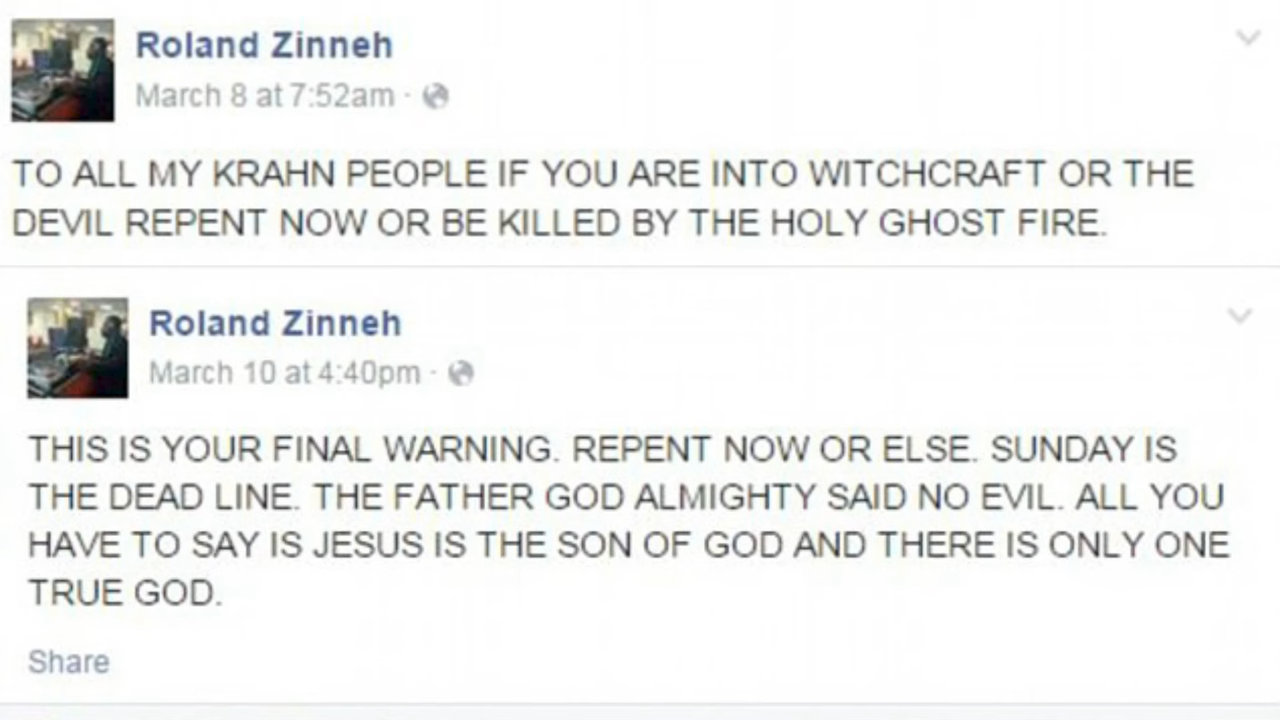 Roland Zinneh
March 8 at 7:52am ·
TO ALL MY KRAHN PEOPLE IF YOU ARE INTO WITCHCRAFT OR THE
DEVIL REPENT NOW OR BE KILLED BY THE HOLY GHOST FIRE.
Roland Zinneh
March 10 at 4:40pm ·
THIS IS YOUR FINAL WARNING. REPENT NOW OR ELSE. SUNDAY IS
THE DEAD LINE. THE FATHER GOD ALMIGHTY SAID NO EVIL. ALL YOU
HAVE TO SAY IS JESUS IS THE SON OF GOD AND THERE IS ONLY ONE
TRUE GOD.
Share